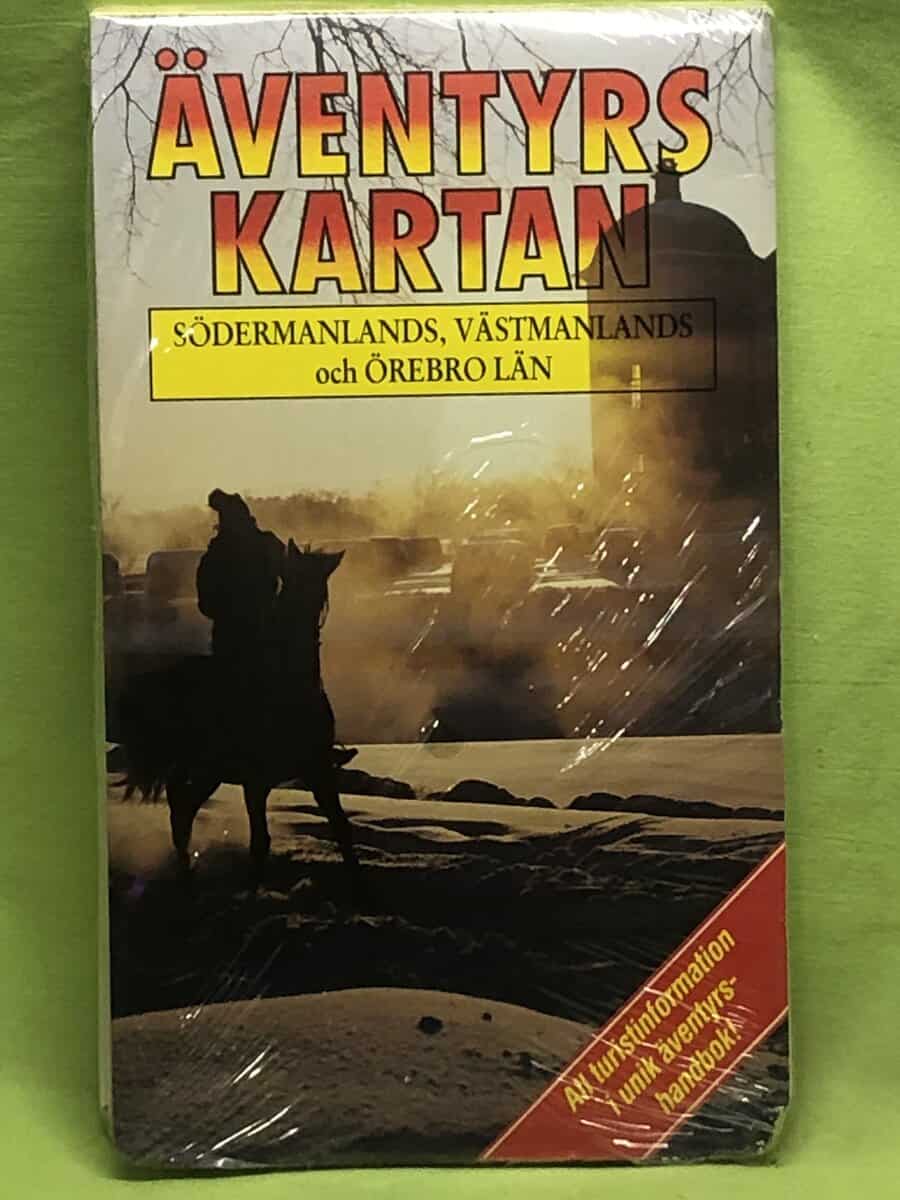 ÄVENTYRS
KARTAN
SÖDERMANLANDS, VÄSTMANLANDS
och ÖREBRO LÄN
All turistinformation
i unik äventyrs-
handbok!